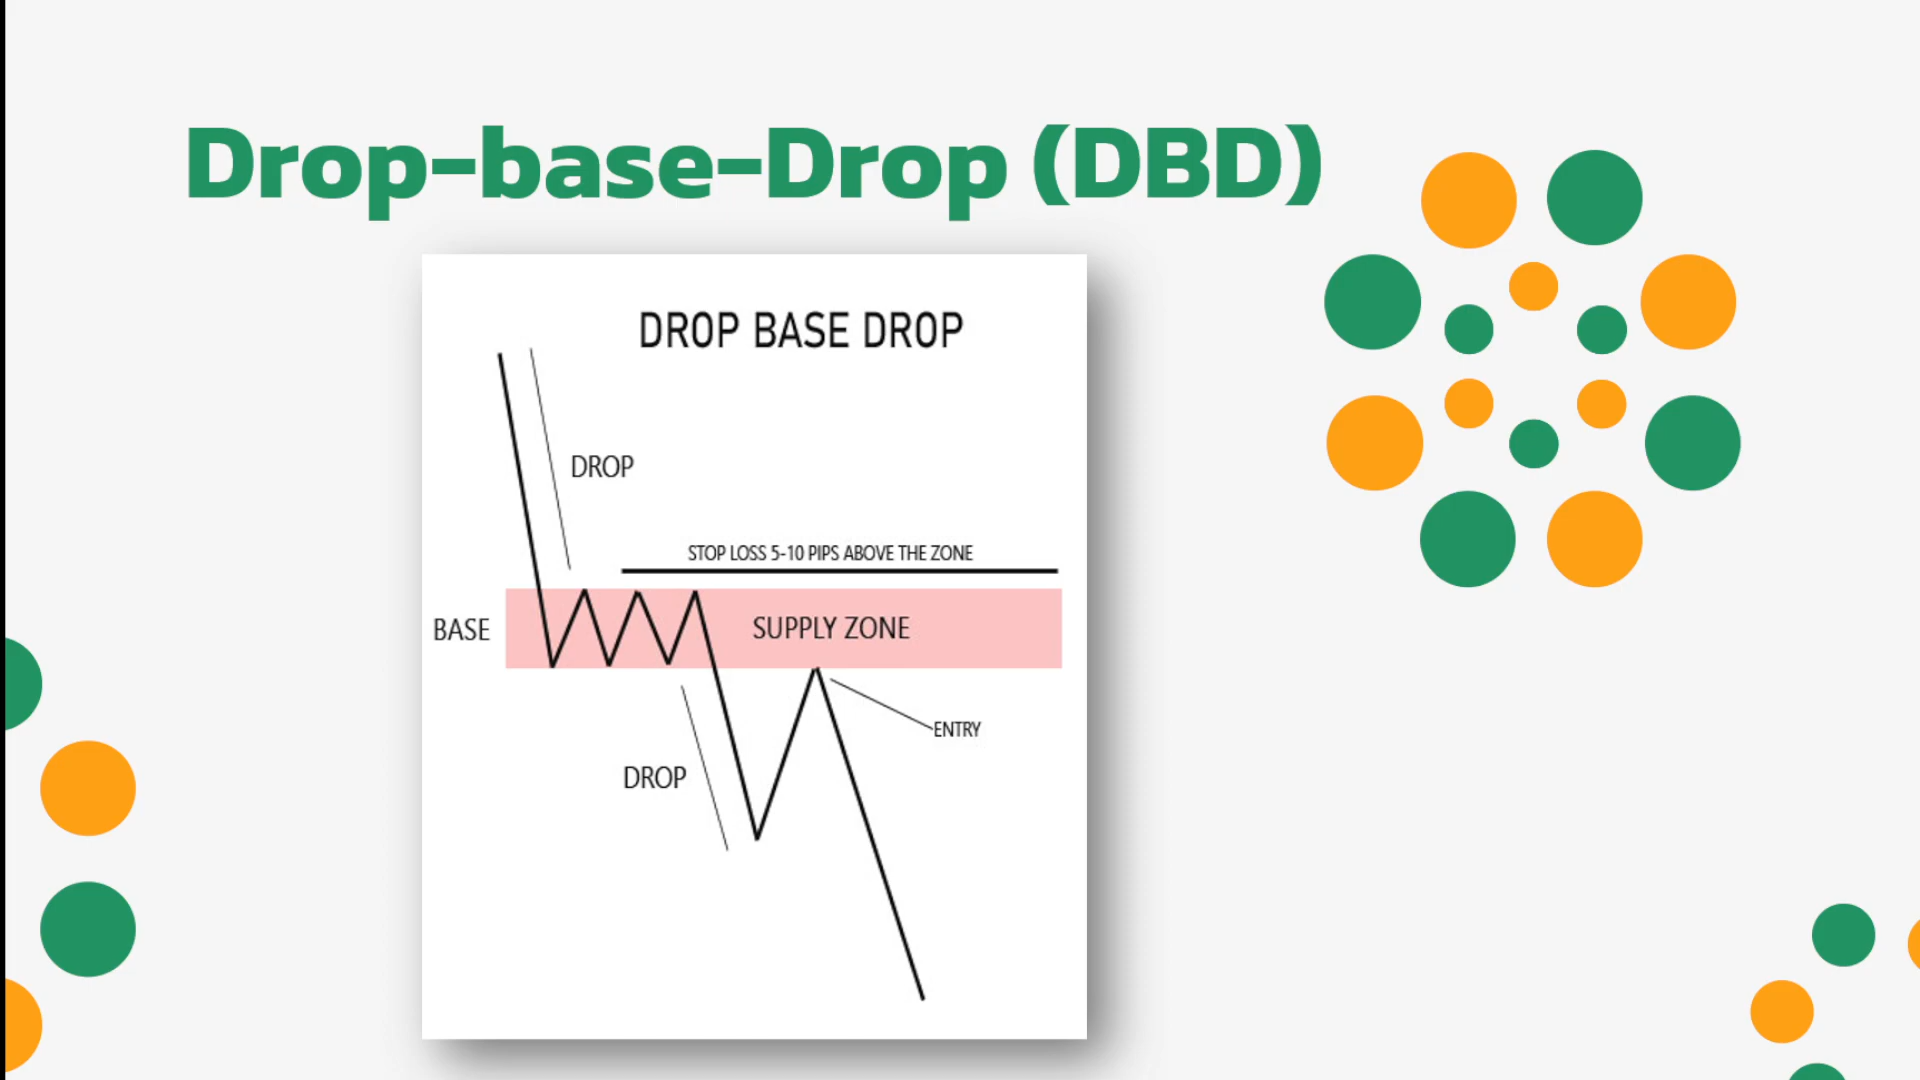 Drop-base-Drop (DBD)
DROP BASE DROP
DROP
STOP LOSS 5-10 PIPS ABOVE THE ZONE
BASE
SUPPLY ZONE
ENTRY
DROP